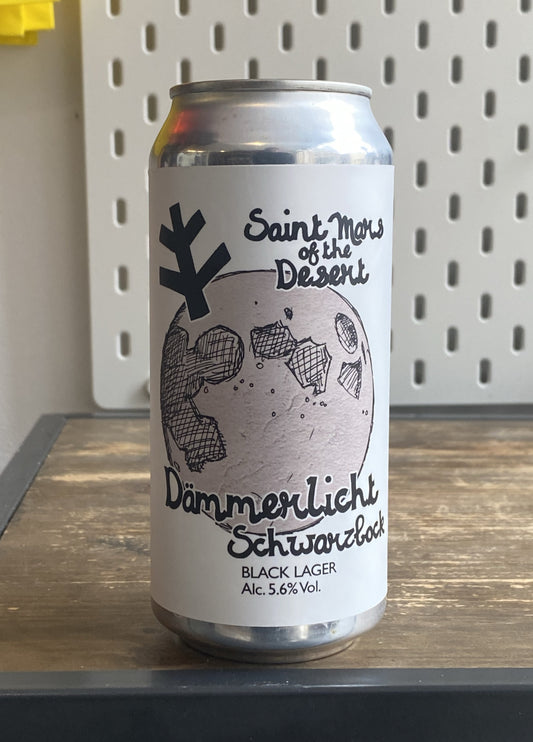 Saint Mars
of the
Desert
Dämmerlicht
Schwarzbock
BLACK LAGER
Alc. 5.6% Vol.